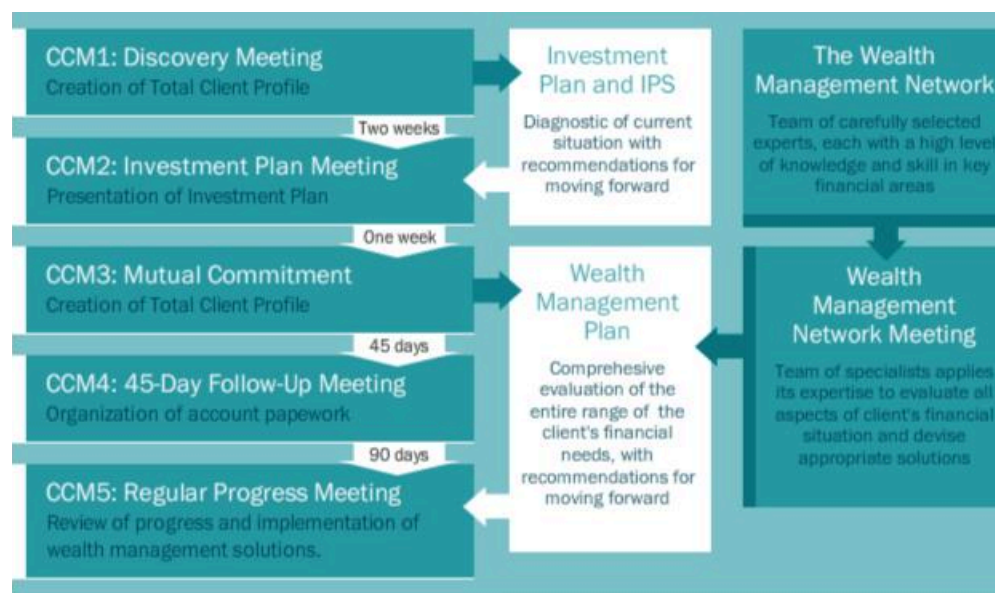 CCM1: Discovery Meeting
Creation of Total Client Profile
Two weeks
CCM2: Investment Plan Meeting
Presentation of Investment Plan
One week
CCM3: Mutual Commitment
Creation of Total Client Profile
45 days
CCM4: 45-Day Follow-Up Meeting
Organization of account papework
90 days
CCM5: Regular Progress Meeting
Review of progress and implementation of
wealth management solutions.
Investment
Plan and IPS
Diagnostic of current
situation with
recommendations for
moving forward
Wealth
Management
Plan
Comprehesive
evaluation of the
entire range of the
client's financial
needs, with
recommendations for
moving forward
The Wealth
Management Network
Team of carefully selected
experts, each with a high level
of knowledge and skill in key
financial areas
Wealth
Management
Network Meeting
Team of specialists applies
its expertise to evaluate all
aspects of client's financial
situation and devise
appropriate solutions